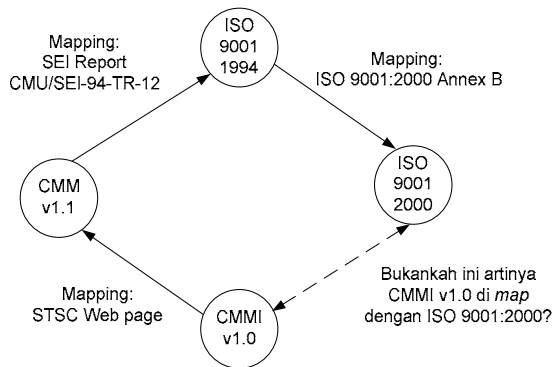 ISO
9001
1994
Mapping:
SEI Report
CMU/SEI-94-TR-12
Mapping:
ISO 9001:2000 Annex B
CMM
v1.1
ISO
9001
2000
Mapping:
STSC Web page
CMMI
v1.0
Bukankah ini artinya
CMMI v1.0 di map
dengan ISO 9001:2000?